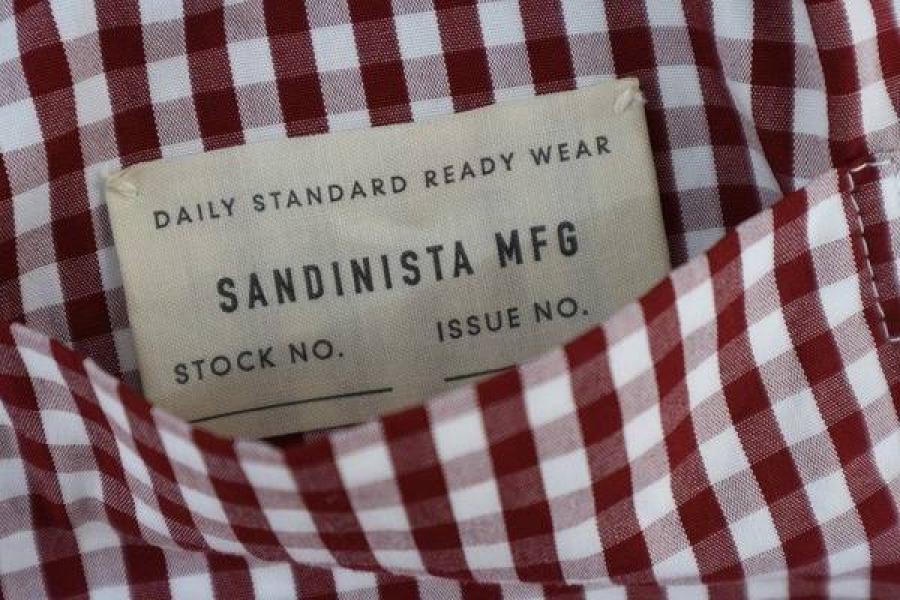 DAILY STANDARD READY WEAR
SANDINISTA MFG
STOCK NO. ISSUE NO.